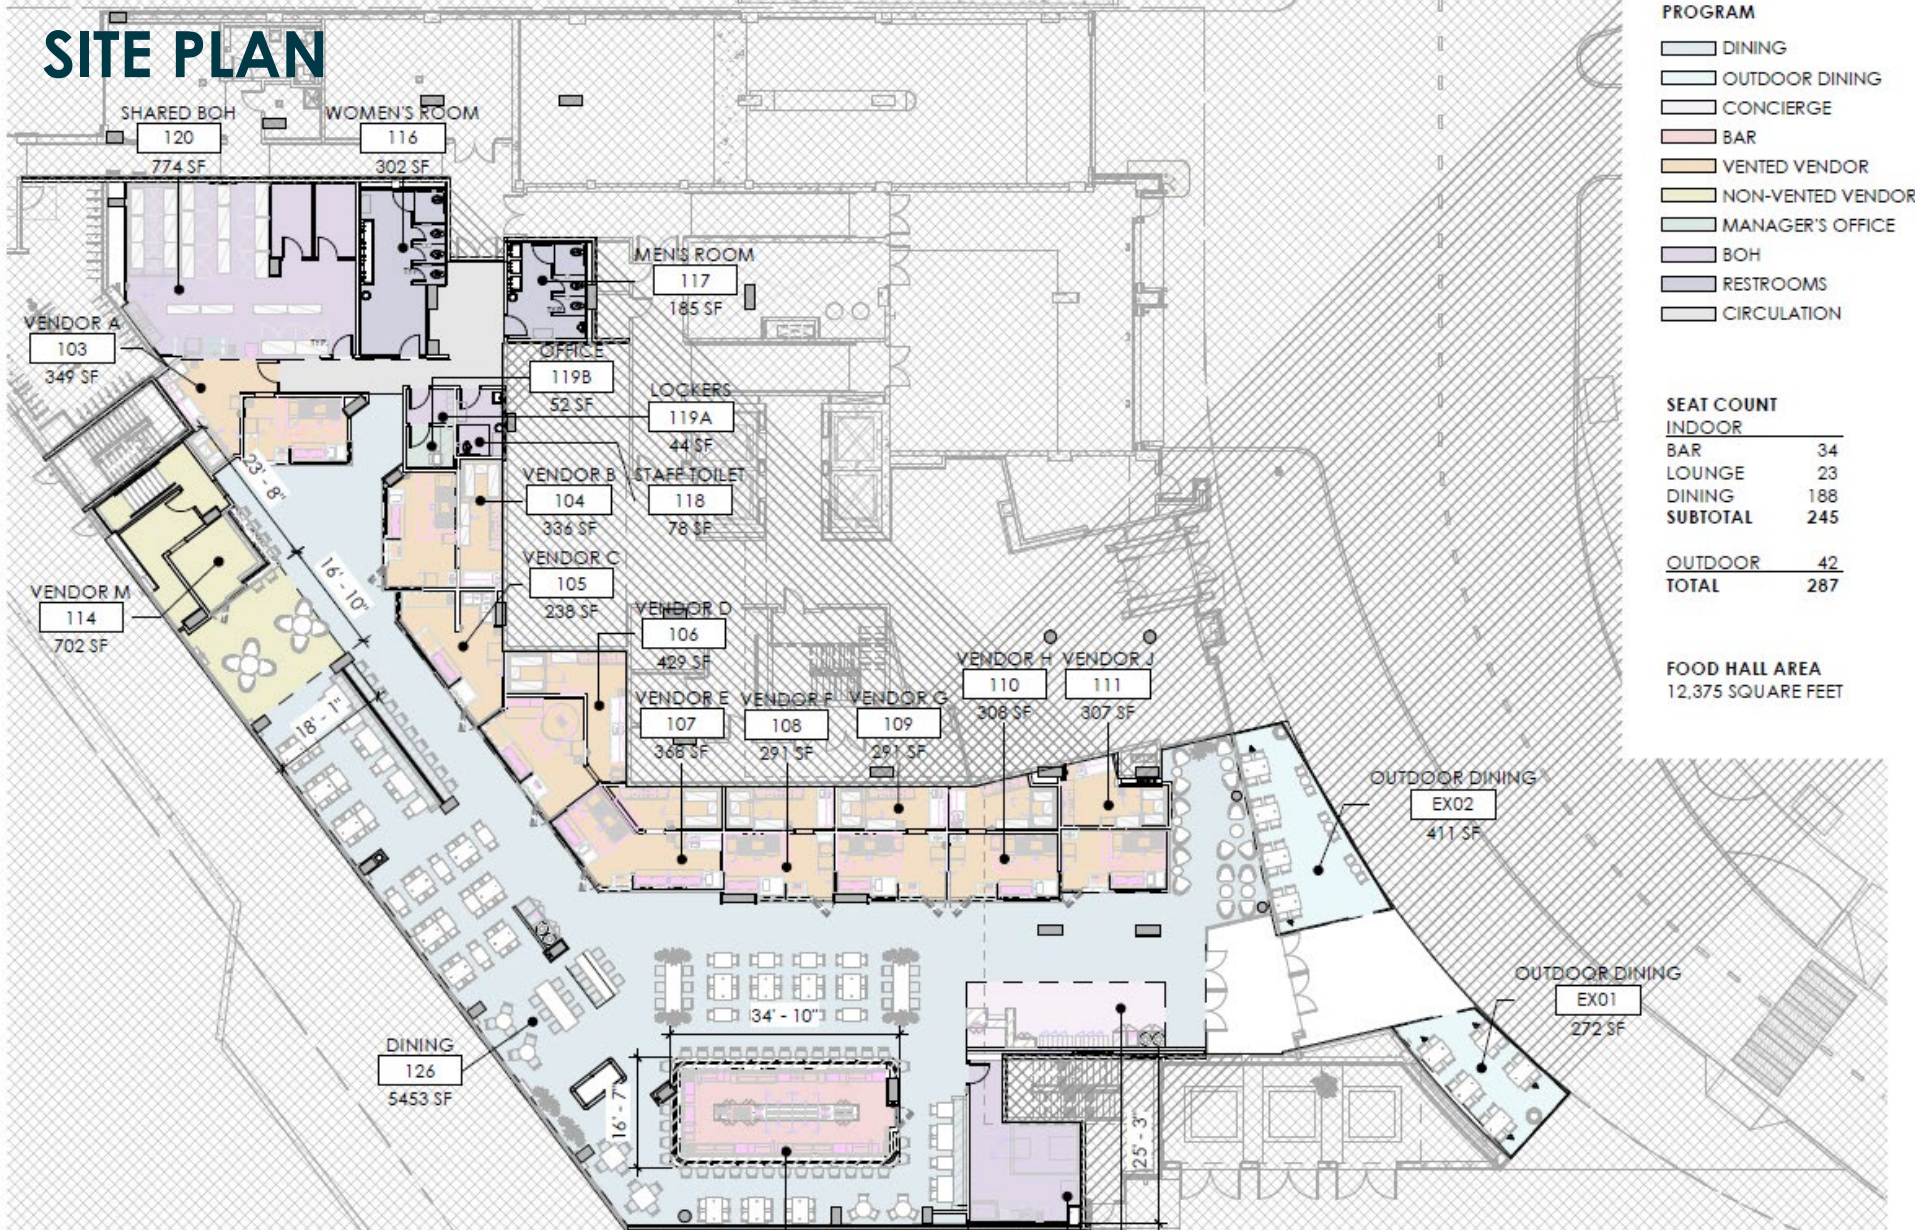 SITE PLAN
PROGRAM
DINING
OUTDOOR DINING
CONCIERGE
BAR
VENTED VENDOR
NON-VENTED VENDOR
MANAGER'S OFFICE
BOH
RESTROOMS
CIRCULATION
SEAT COUNT
INDOOR
BAR 34
LOUNGE 23
DINING 188
SUBTOTAL 245
OUTDOOR 42
TOTAL 287
FOOD HALL AREA
12,375 SQUARE FEET
SHARED BOH
120
774 SF
WOMEN'S ROOM
116
302 SF
MEN'S ROOM
117
185 SF
VENDOR A
103
349 SF
OFFICE
119B
52 SF
LOCKERS
119A
44 SF
VENDOR B
104
336 SF
STAFF TOILET
118
78 SF
VENDOR C
105
238 SF
VENDOR M
114
702 SF
VENDOR D
106
429 SF
VENDOR E
107
368 SF
VENDOR F
108
291 SF
VENDOR G
109
291 SF
VENDOR H
110
308 SF
VENDOR J
111
307 SF
OUTDOOR DINING
EX02
411 SF
OUTDOOR DINING
EX01
272 SF
DINING
126
5453 SF
23' - 8"
16' - 10"
18' - 1"
34' - 10"
16' - 7"
25' - 3"
TYP.